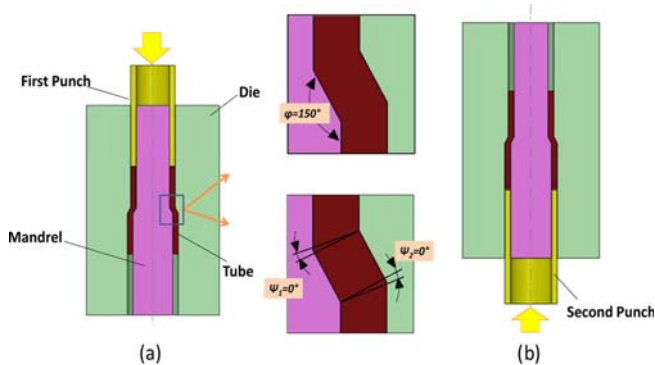 First Punch
Die
φ=150°
Mandrel
Tube
Ψ1=0°
Ψ2=0°
Second Punch
(a)
(b)